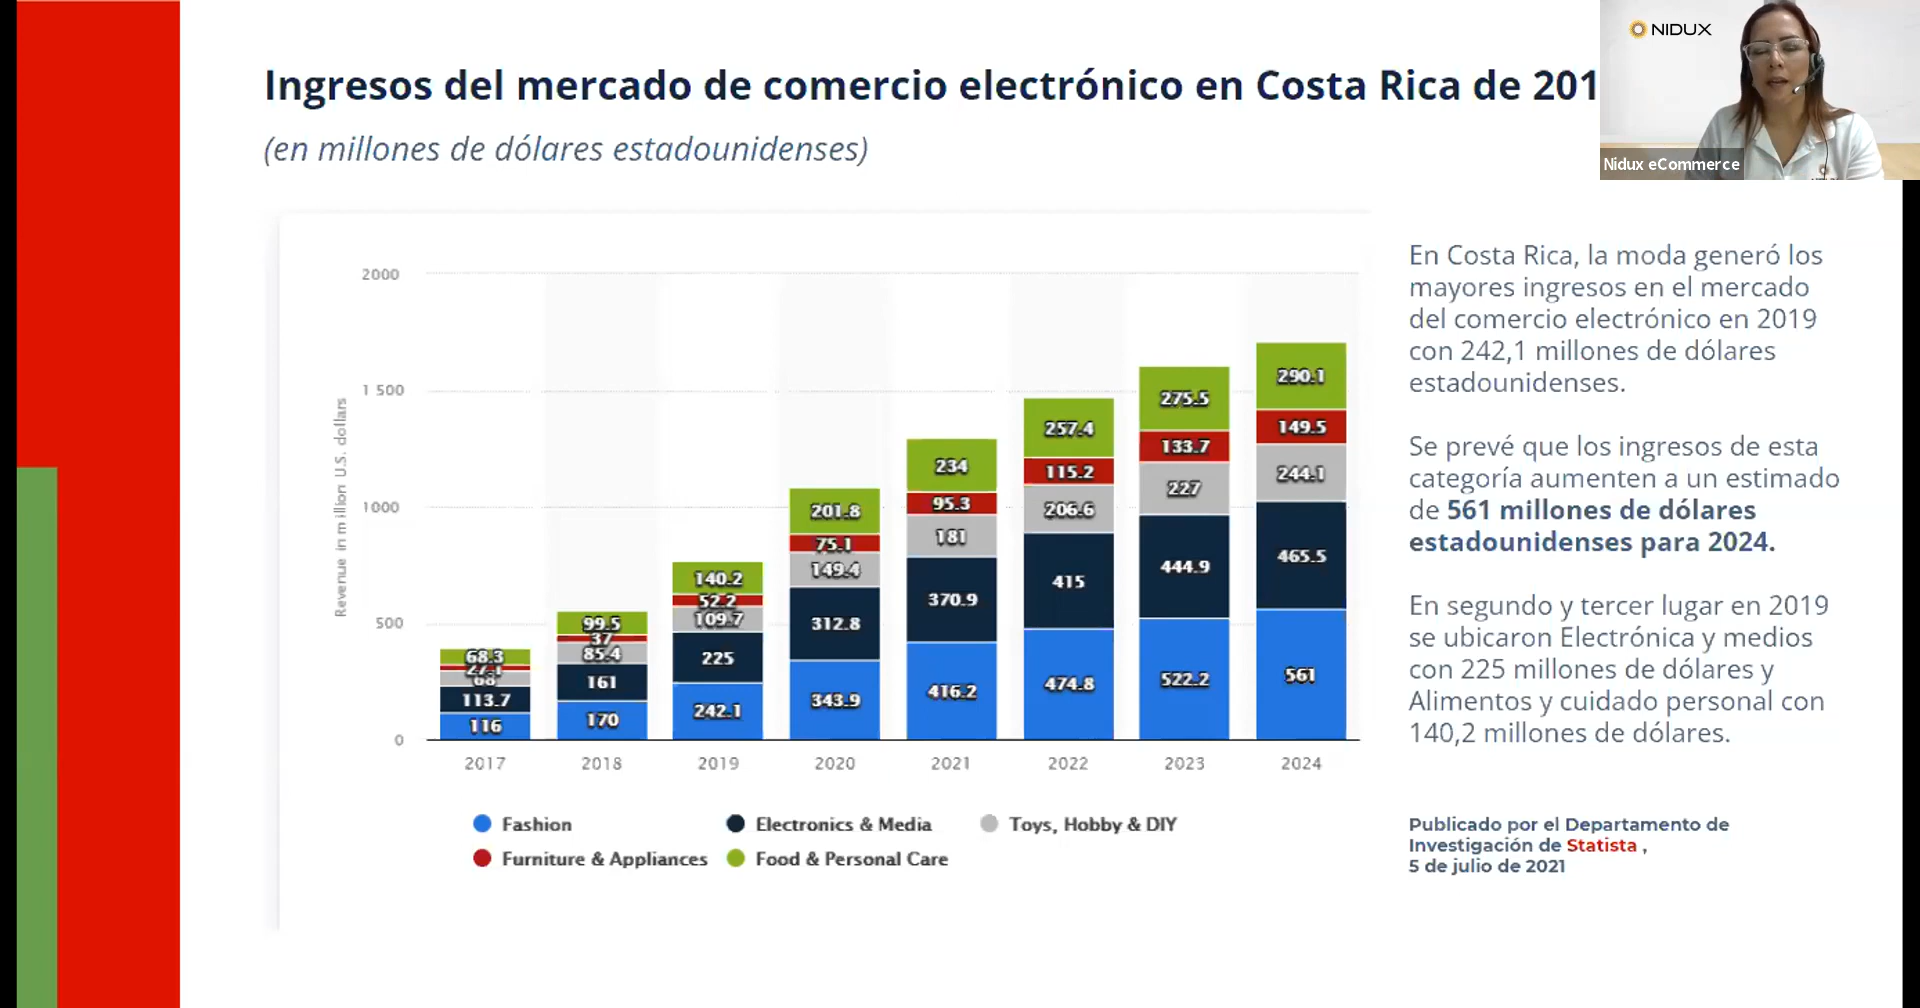 Ingresos del mercado de comercio electrónico en Costa Rica de 201
(en millones de dólares estadounidenses)
NIDUX
Nidux eCommerce
Revenue in million U.S. dollars
2000
1 500
1000
500
0
68.3
27.1
68
113.7
116
99.5
37
85.4
161
170
140.2
52.2
109.7
225
242.1
201.8
75.1
149.4
312.8
343.9
234
95.3
181
370.9
416.2
257.4
115.2
206.6
415
474.8
275.5
133.7
227
444.9
522.2
290.1
149.5
244.1
465.5
561
2017 2018 2019 2020 2021 2022 2023 2024
Fashion Electronics & Media Toys, Hobby & DIY
Furniture & Appliances Food & Personal Care
En Costa Rica, la moda generó los
mayores ingresos en el mercado
del comercio electrónico en 2019
con 242,1 millones de dólares
estadounidenses.
Se prevé que los ingresos de esta
categoría aumenten a un estimado
de 561 millones de dólares
estadounidenses para 2024.
En segundo y tercer lugar en 2019
se ubicaron Electrónica y medios
con 225 millones de dólares y
Alimentos y cuidado personal con
140,2 millones de dólares.
Publicado por el Departamento de
Investigación de Statista ,
5 de julio de 2021